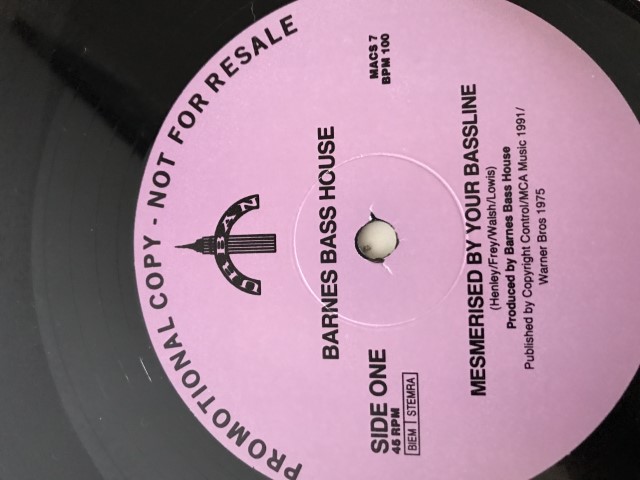 PROMOTIONAL COPY - NOT FOR RESALE
URBAN
BARNES BASS HOUSE
SIDE ONE
45 RPM
BIEM STEMRA
MACS 7
BPM 100
MESMERISED BY YOUR BASSLINE
(Henley/Frey/Walsh/Lowis)
Produced by Barnes Bass House
Published by Copyright Control/MCA Music 1991/
Warner Bros 1975